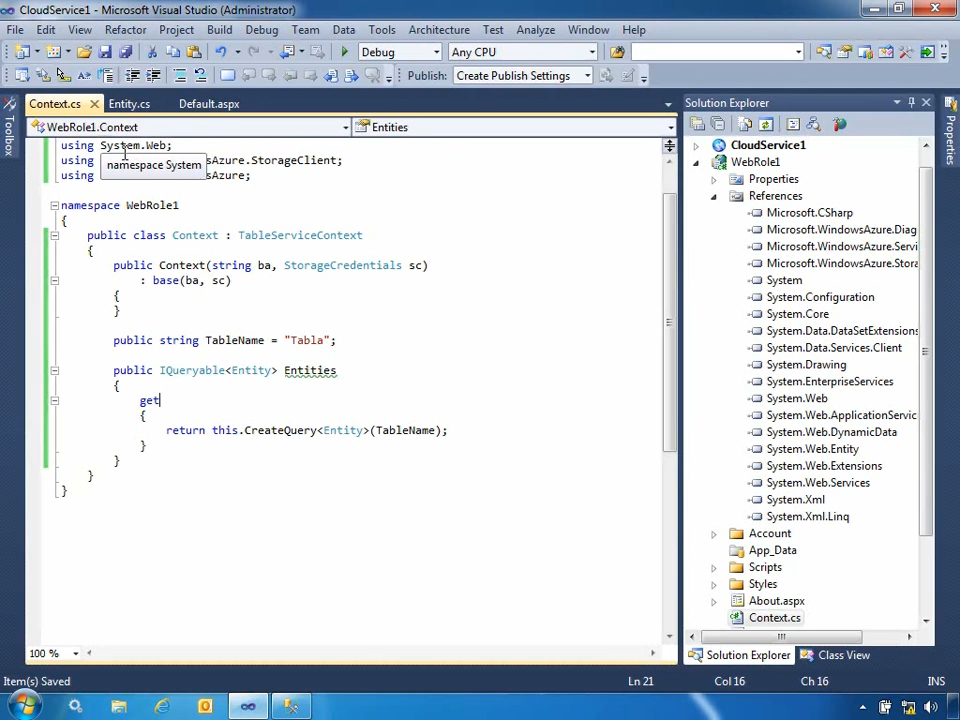 CloudService1 - Microsoft Visual Studio (Administrator)
File Edit View Refactor Project Build Debug Team Data Tools Architecture Test Analyze Window Help
Debug Any CPU
Publish: Create Publish Settings
Context.cs Entity.cs Default.aspx
WebRole1.Context Entities
using System.Web;
using sAzure.StorageClient;
using sAzure;
namespace System
namespace WebRole1
{
public class Context : TableServiceContext
{
public Context(string ba, StorageCredentials sc)
: base(ba, sc)
{
}
public string TableName = "Tabla";
public IQueryable<Entity> Entities
{
get
{
return this.CreateQuery<Entity>(TableName);
}
}
}
}
100 %
Toolbox
Solution Explorer
CloudService1
WebRole1
Properties
References
Microsoft.CSharp
Microsoft.WindowsAzure.Diag
Microsoft.WindowsAzure.Servi
Microsoft.WindowsAzure.Stora
System
System.Configuration
System.Core
System.Data.DataSetExtensions
System.Data.Services.Client
System.Drawing
System.EnterpriseServices
System.Web
System.Web.ApplicationServic
System.Web.DynamicData
System.Web.Entity
System.Web.Extensions
System.Web.Services
System.Xml
System.Xml.Linq
Account
App_Data
Scripts
Styles
About.aspx
Context.cs
Solution Explorer Class View
Properties
Item(s) Saved Ln 21 Col 16 Ch 16 INS